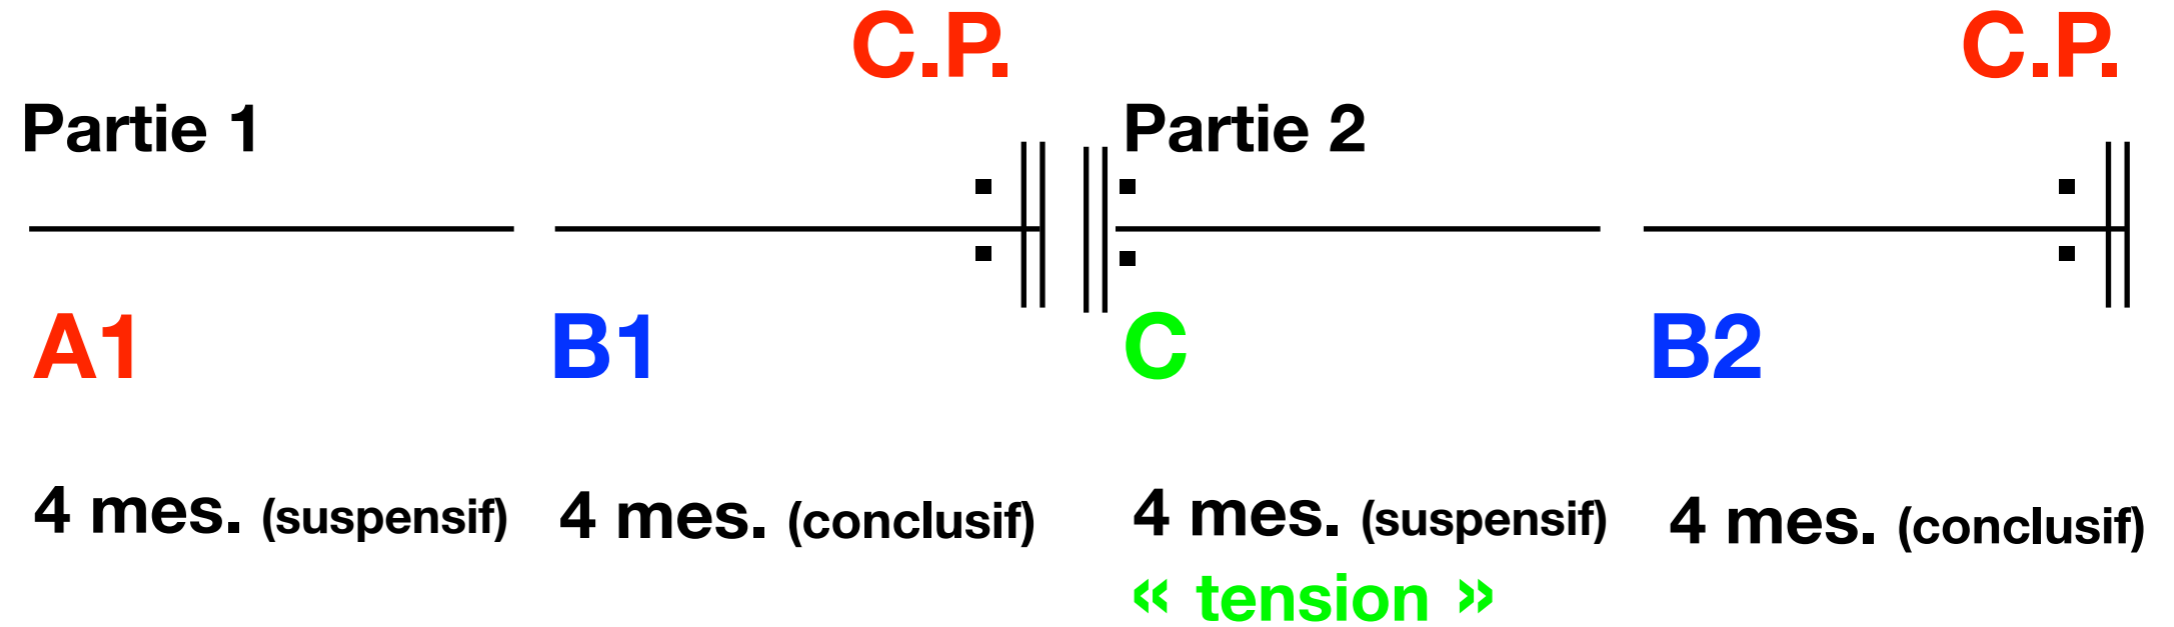 C.P. C.P.
Partie 1 Partie 2
A1 B1 C B2
4 mes. (suspensif) 4 mes. (conclusif) 4 mes. (suspensif) 4 mes. (conclusif)
« tension »